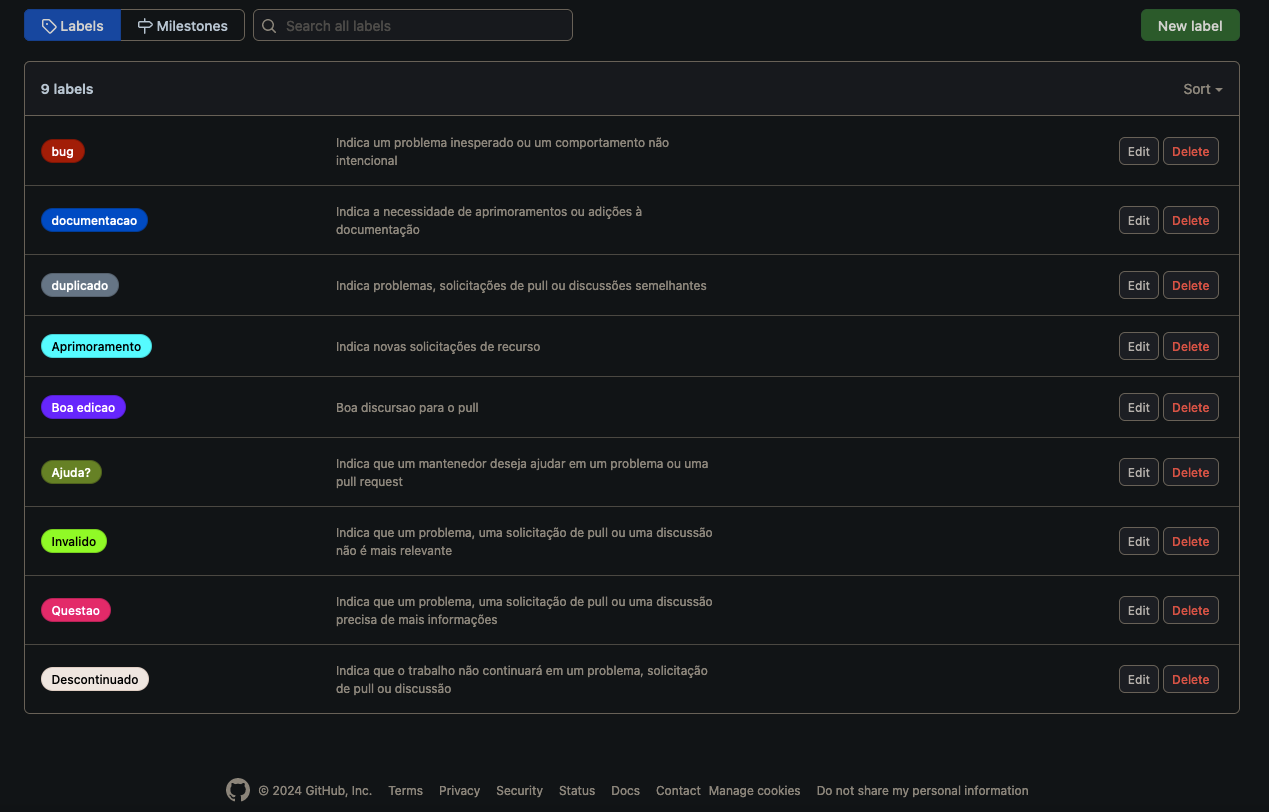 Labels
Milestones
Search all labels
New label
9 labels
Sort
bug
Indica um problema inesperado ou um comportamento não
intencional
Edit
Delete
documentacao
Indica a necessidade de aprimoramentos ou adições à
documentação
Edit
Delete
duplicado
Indica problemas, solicitações de pull ou discussões semelhantes
Edit
Delete
Aprimoramento
Indica novas solicitações de recurso
Edit
Delete
Boa edicao
Boa discursao para o pull
Edit
Delete
Ajuda?
Indica que um mantenedor deseja ajudar em um problema ou uma
pull request
Edit
Delete
Invalido
Indica que um problema, uma solicitação de pull ou uma discussão
não é mais relevante
Edit
Delete
Questao
Indica que um problema, uma solicitação de pull ou uma discussão
precisa de mais informações
Edit
Delete
Descontinuado
Indica que o trabalho não continuará em um problema, solicitação
de pull ou discussão
Edit
Delete
© 2024 GitHub, Inc. Terms Privacy Security Status Docs Contact Manage cookies Do not share my personal information